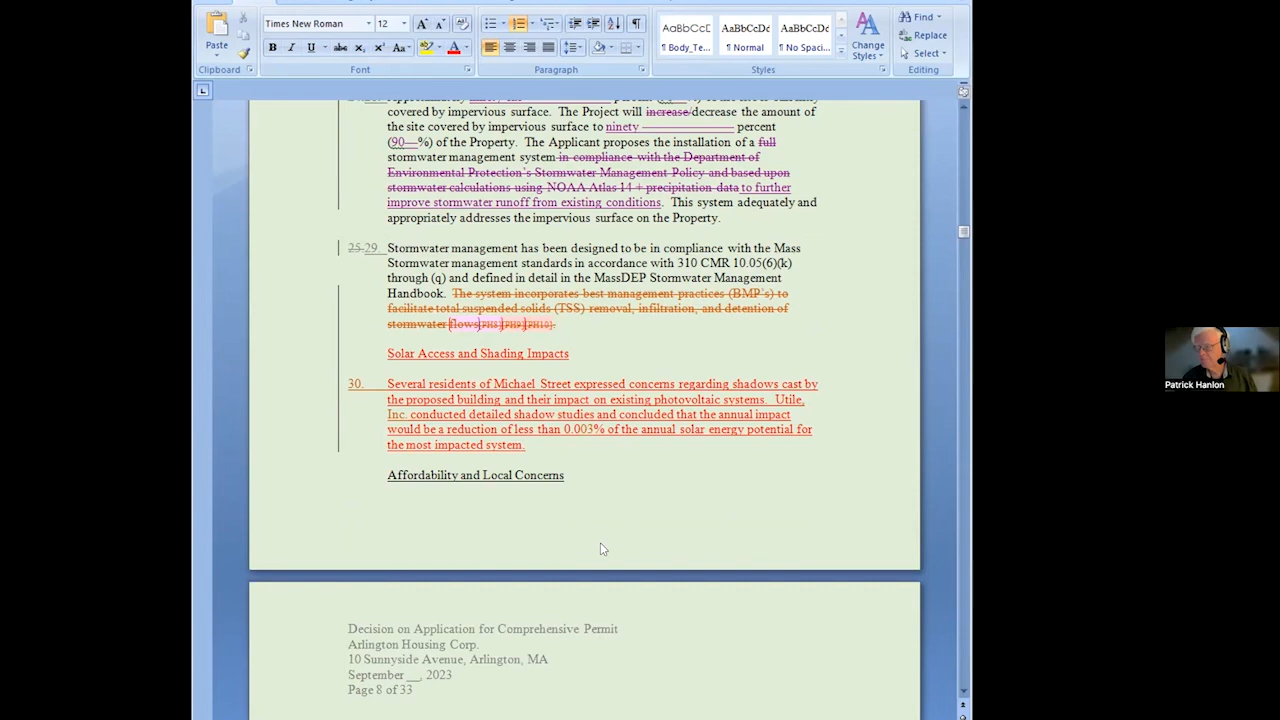 Times New Roman
12
Find
Paste
B I U abe X₂ X² Aa
AaBbCcD AaBbCcDc AaBbCcDc
¶ Body_Te... ¶ Normal ¶ No Spaci...
Change
Styles
Replace
Select
Clipboard
Font
Paragraph
Styles
Editing
covered by impervious surface. The Project will increase/decrease the amount of
the site covered by impervious surface to ninety percent
(90—%) of the Property. The Applicant proposes the installation of a full
stormwater management system in compliance with the Department of
Environmental Protection's Stormwater Management Policy and based upon
stormwater calculations using NOAA Atlas 14 + precipitation data to further
improve stormwater runoff from existing conditions. This system adequately and
appropriately addresses the impervious surface on the Property.
25.29. Stormwater management has been designed to be in compliance with the Mass
Stormwater management standards in accordance with 310 CMR 10.05(6)(k)
through (q) and defined in detail in the MassDEP Stormwater Management
Handbook. The system incorporates best management practices (BMP's) to
facilitate total suspended solids (TSS) removal, infiltration, and detention of
stormwater flows[PH8][PH9][PH10].
Solar Access and Shading Impacts
30. Several residents of Michael Street expressed concerns regarding shadows cast by
the proposed building and their impact on existing photovoltaic systems. Utile,
Inc. conducted detailed shadow studies and concluded that the annual impact
would be a reduction of less than 0.003% of the annual solar energy potential for
the most impacted system.
Affordability and Local Concerns
Decision on Application for Comprehensive Permit
Arlington Housing Corp.
10 Sunnyside Avenue, Arlington, MA
September __, 2023
Page 8 of 33
Patrick Hanlon